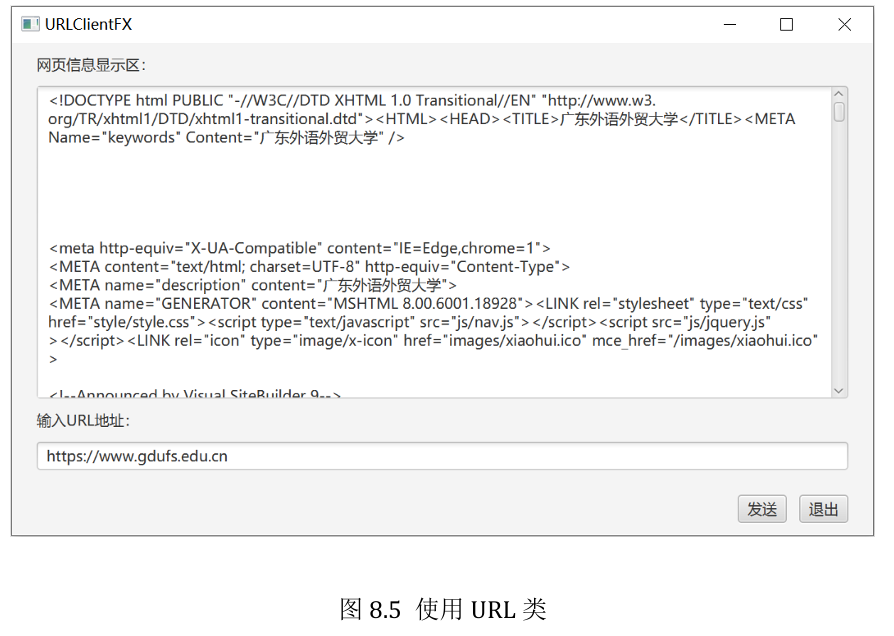 URLClientFX
网页信息显示区：
<!DOCTYPE html PUBLIC "-//W3C//DTD XHTML 1.0 Transitional//EN" "http://www.w3.
org/TR/xhtml1/DTD/xhtml1-transitional.dtd"><HTML><HEAD><TITLE>广东外语外贸大学</TITLE><META
Name="keywords" Content="广东外语外贸大学" />
<meta http-equiv="X-UA-Compatible" content="IE=Edge,chrome=1">
<META content="text/html; charset=UTF-8" http-equiv="Content-Type">
<META name="description" content="广东外语外贸大学">
<META name="GENERATOR" content="MSHTML 8.00.6001.18928"><LINK rel="stylesheet" type="text/css"
href="style/style.css"><script type="text/javascript" src="js/nav.js"></script><script src="js/jquery.js"
></script><LINK rel="icon" type="image/x-icon" href="images/xiaohui.ico" mce_href="/images/xiaohui.ico"
>
<!--Announced by Visual SiteBuilder 9-->
输入URL地址：
https://www.gdufs.edu.cn
发送 退出
图 8.5 使用 URL 类